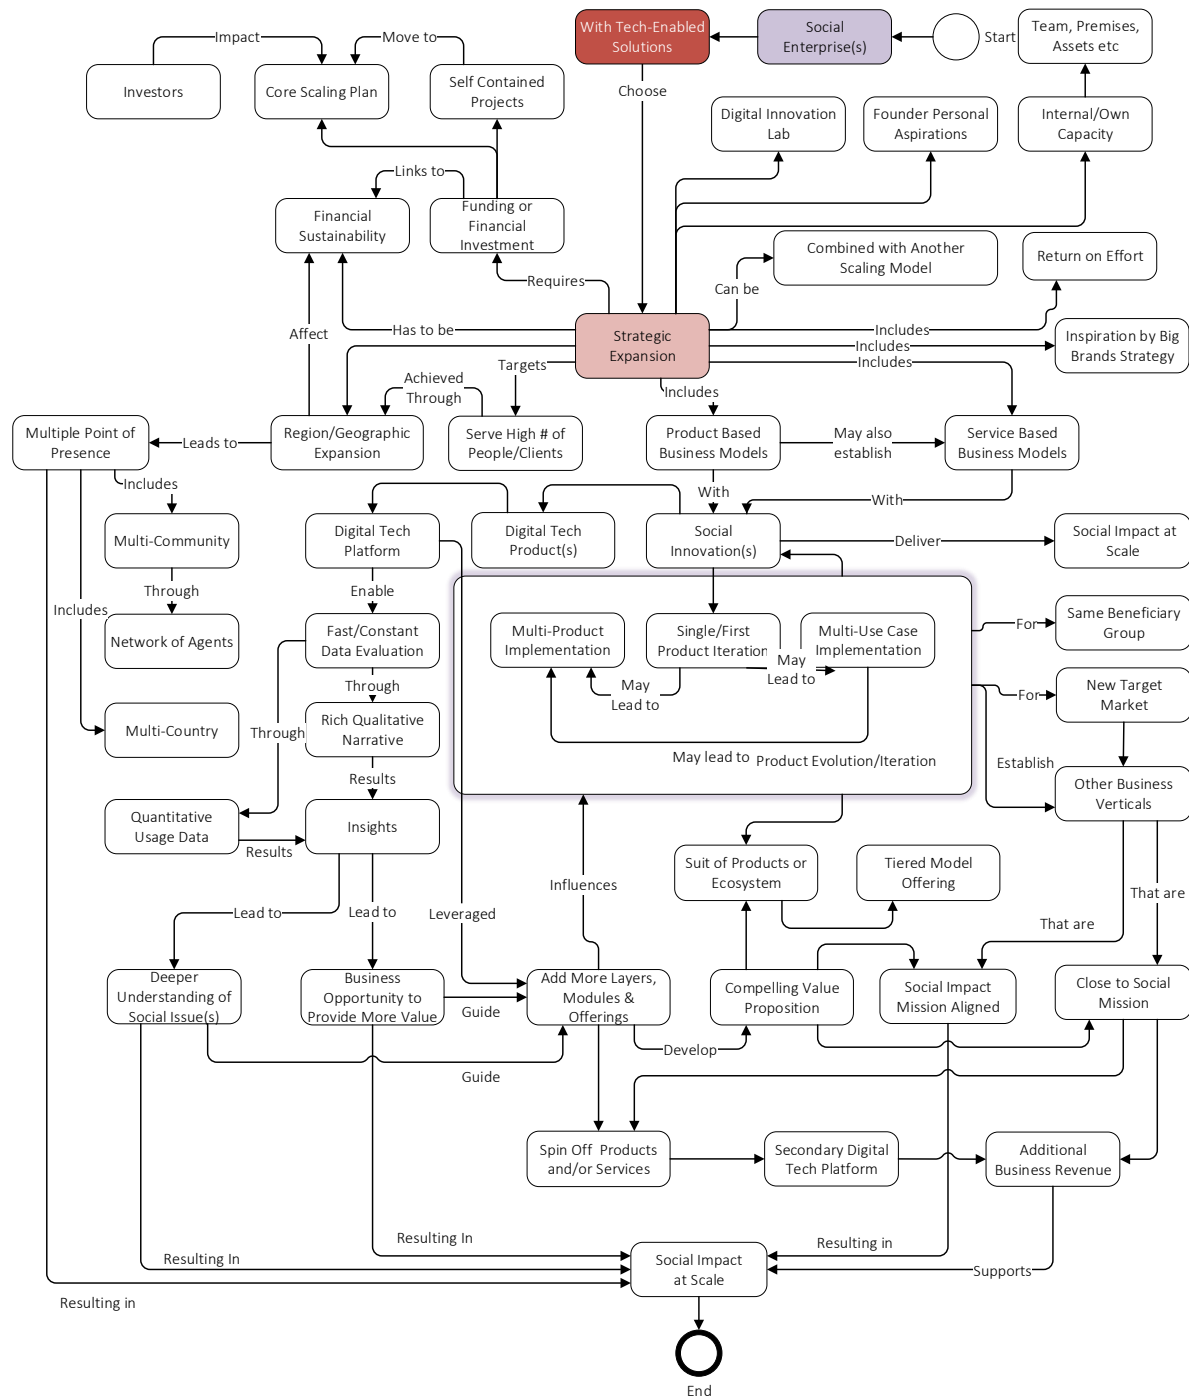 With Tech-Enabled
Solutions
Social
Enterprise(s)
Start
Team, Premises,
Assets etc
Impact
Move to
Investors
Core Scaling Plan
Self Contained
Projects
Choose
Digital Innovation
Lab
Founder Personal
Aspirations
Internal/Own
Capacity
Links to
Financial
Sustainability
Funding or
Financial
Investment
Combined with Another
Scaling Model
Return on Effort
Requires
Can be
Affect
Has to be
Strategic
Expansion
Includes
Includes
Includes
Inspiration by Big
Brands Strategy
Targets
Achieved
Through
Includes
Multiple Point of
Presence
Leads to
Region/Geographic
Expansion
Serve High # of
People/Clients
Product Based
Business Models
May also
establish
Service Based
Business Models
Includes
With
With
Multi-Community
Digital Tech
Platform
Digital Tech
Product(s)
Social
Innovation(s)
Deliver
Social Impact at
Scale
Through
Enable
Includes
Network of Agents
Fast/Constant
Data Evaluation
Multi-Product
Implementation
Single/First
Product Iteration
Multi-Use Case
Implementation
For
Same Beneficiary
Group
May
Lead to
May
Lead to
Through
Multi-Country
Through
Rich Qualitative
Narrative
For
New Target
Market
May lead to
Product Evolution/Iteration
Establish
Results
Other Business
Verticals
Quantitative
Usage Data
Insights
Results
Influences
Suit of Products or
Ecosystem
Tiered Model
Offering
That are
Lead to
Lead to
Leveraged
That are
Deeper
Understanding of
Social Issue(s)
Business
Opportunity to
Provide More Value
Guide
Add More Layers,
Modules &
Offerings
Compelling Value
Proposition
Social Impact
Mission Aligned
Close to Social
Mission
Develop
Guide
Spin Off Products
and/or Services
Secondary Digital
Tech Platform
Additional
Business Revenue
Resulting In
Resulting In
Resulting in
Social Impact
at Scale
Supports
Resulting in
End